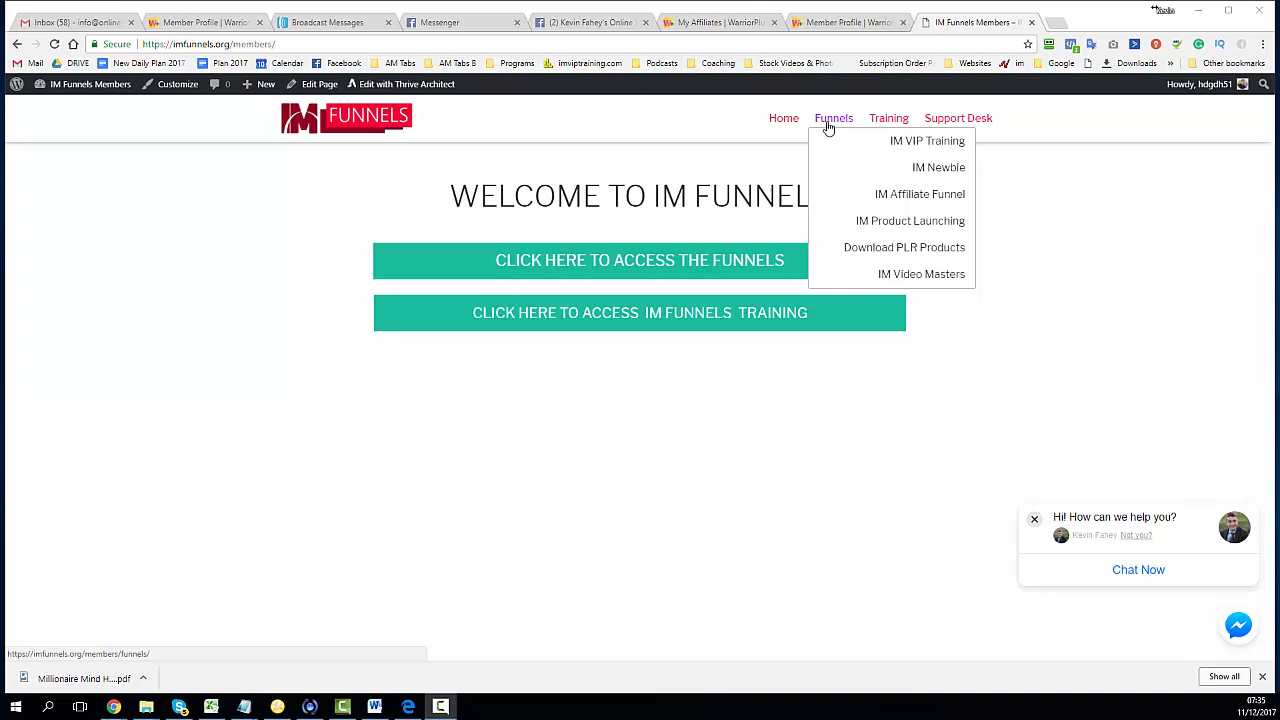 Inbox (58) - info@online
Member Profile | Warrior
Broadcast Messages
Messenger
(2) Kevin Fahey's Online
My Affiliates | WarriorPlu
Member Profile | Warrior
IM Funnels Members – I
Kevin
Secure
https://imfunnels.org/members/
Mail
DRIVE
New Daily Plan 2017
Plan 2017
Calendar
Facebook
AM Tabs
AM Tabs B
Programs
imviptraining.com
Podcasts
Coaching
Stock Videos & Phot
Subscription Order P
Websites
im
Google
Downloads
»
Other bookmarks
IM Funnels Members
Customize
0
New
Edit Page
Edit with Thrive Architect
Howdy, hdgdh51
IM FUNNELS
Home
Funnels
Training
Support Desk
IM VIP Training
IM Newbie
IM Affiliate Funnel
IM Product Launching
Download PLR Products
IM Video Masters
WELCOME TO IM FUNNEL
CLICK HERE TO ACCESS THE FUNNELS
CLICK HERE TO ACCESS IM FUNNELS TRAINING
Hi! How can we help you?
Kevin Fahey Not you?
Chat Now
https://imfunnels.org/members/funnels/
Millionaire Mind H....pdf
Show all
07:35
11/12/2017